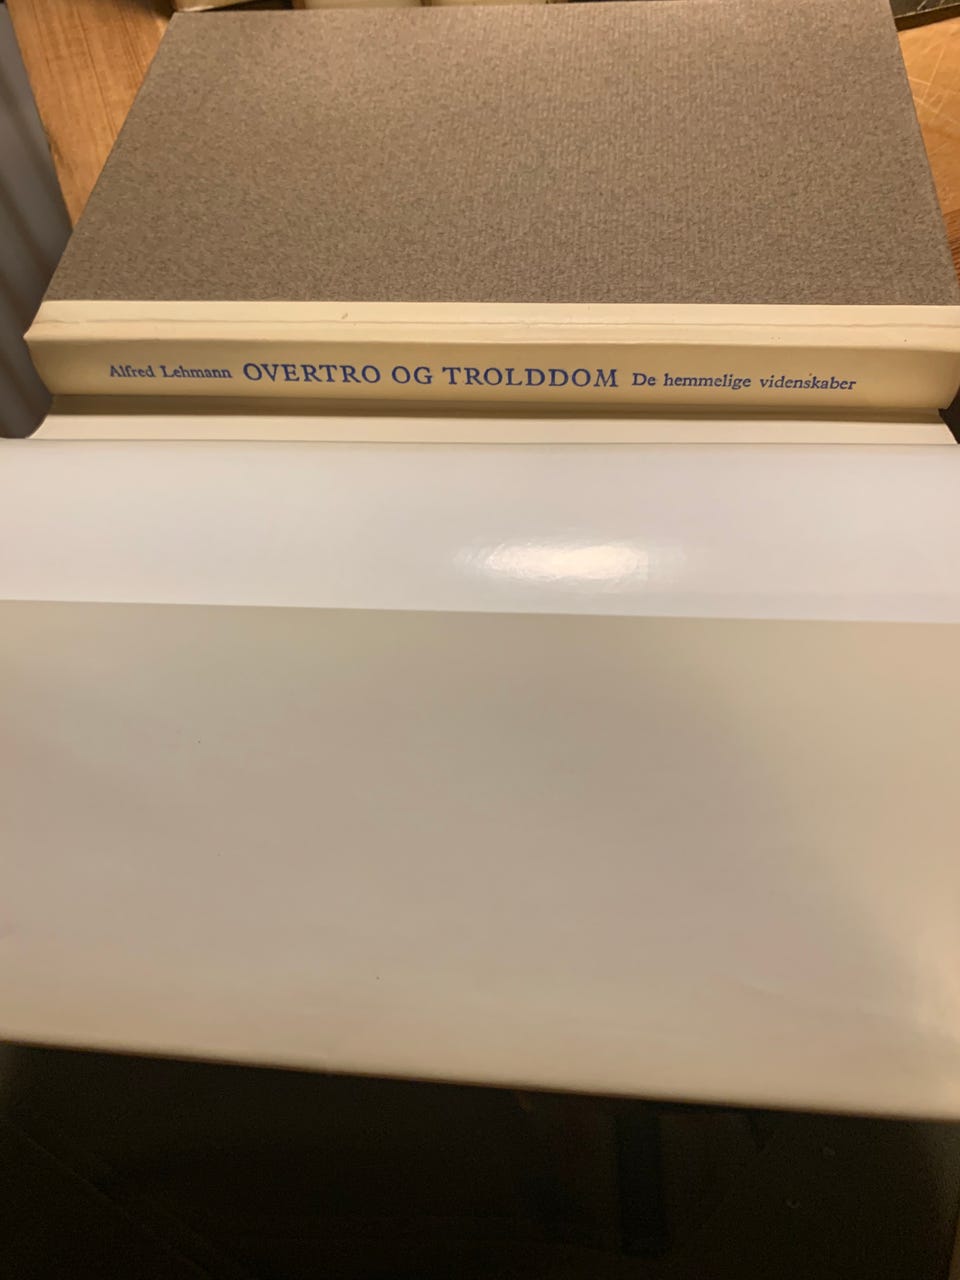 Alfred Lehmann OVERTRO OG TROLDDOM De hemmelige videnskaber